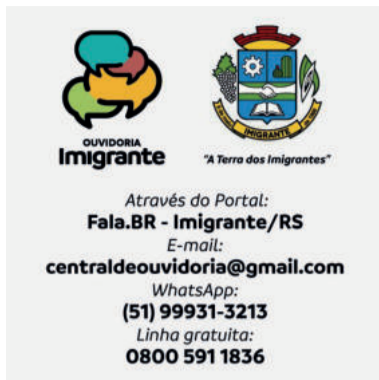 OUVIDORIA
Imigrante
IMIGRANTE
"A Terra dos Imigrantes"
Através do Portal:
Fala.BR - Imigrante/RS
E-mail:
centraldeouvidoria@gmail.com
WhatsApp:
(51) 99931-3213
Linha gratuita:
0800 591 1836